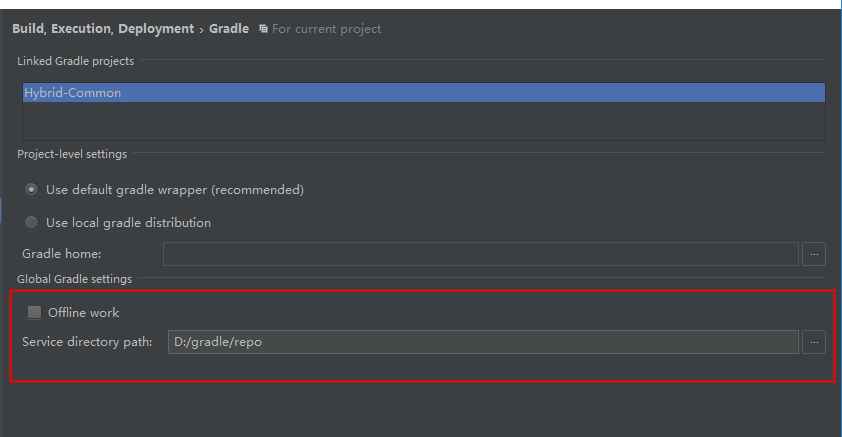 Build, Execution, Deployment › Gradle For current project
Linked Gradle projects
Hybrid-Common
Project-level settings
Use default gradle wrapper (recommended)
Use local gradle distribution
Gradle home:
...
Global Gradle settings
Offline work
Service directory path: D:/gradle/repo ...